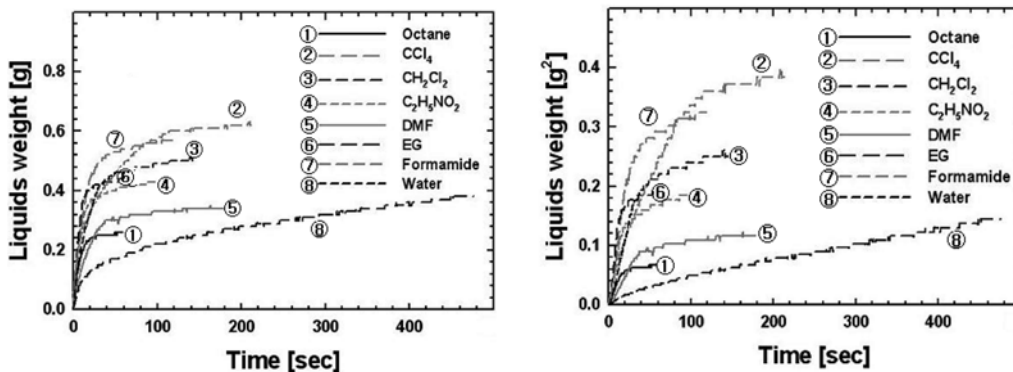 Liquids weight [g]
0.8
0.6
0.4
0.2
0.0
0 100 200 300 400
Time [sec]
① Octane
② CCl₄
③ CH₂Cl₂
④ C₂H₅NO₂
⑤ DMF
⑥ EG
⑦ Formamide
⑧ Water
②
⑦
③
⑥
④
⑤
①
⑧
Liquids weight [g²]
0.4
0.3
0.2
0.1
0.0
0 100 200 300 400
Time [sec]
① Octane
② CCl₄
③ CH₂Cl₂
④ C₂H₅NO₂
⑤ DMF
⑥ EG
⑦ Formamide
⑧ Water
②
⑦
③
⑥
④
⑤
①
⑧